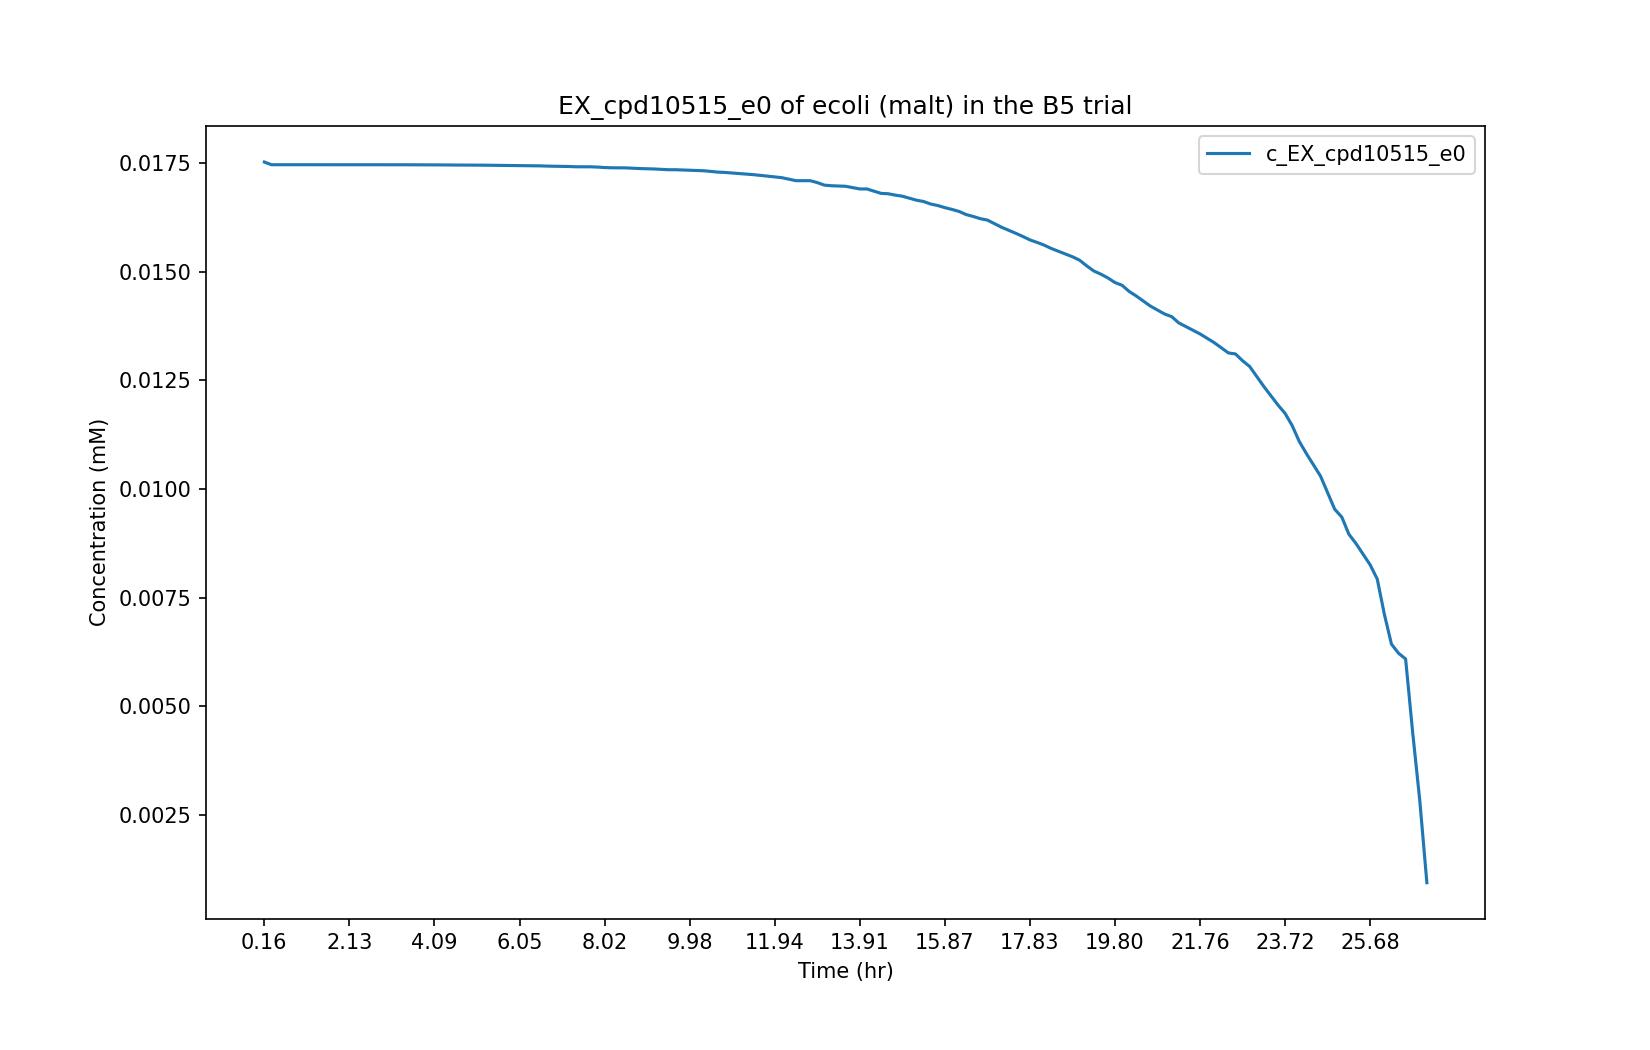 EX_cpd10515_e0 of ecoli (malt) in the B5 trial
c_EX_cpd10515_e0
Concentration (mM)
0.0175
0.0150
0.0125
0.0100
0.0075
0.0050
0.0025
0.16 2.13 4.09 6.05 8.02 9.98 11.94 13.91 15.87 17.83 19.80 21.76 23.72 25.68
Time (hr)